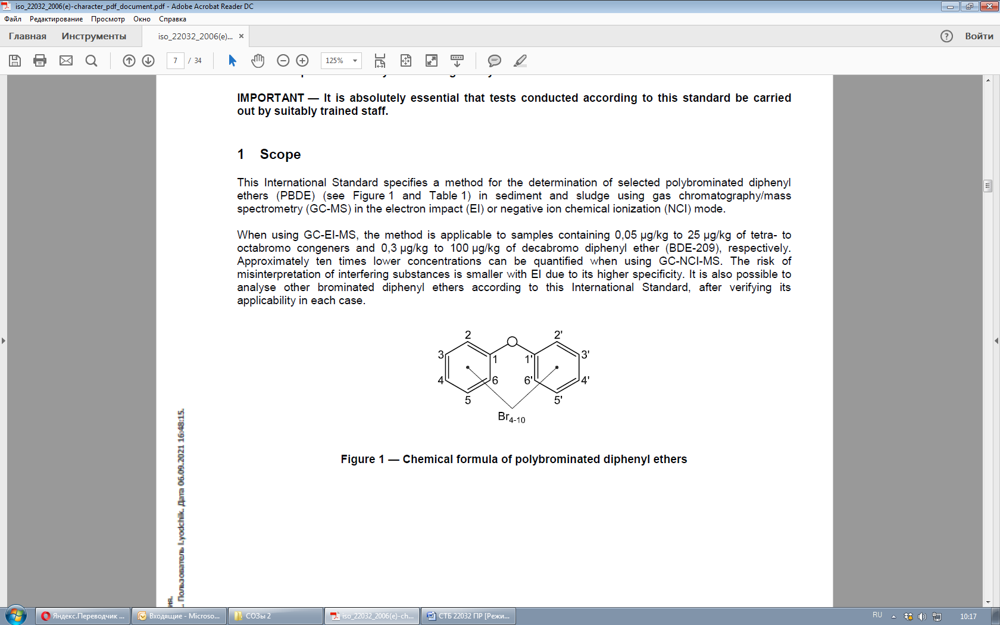 iso_22032_2006(e)-character_pdf_document.pdf - Adobe Acrobat Reader DC
Файл Редактирование Просмотр Окно Справка
Главная Инструменты iso_22032_2006(e)... × Войти
7 / 34 125%
IMPORTANT — It is absolutely essential that tests conducted according to this standard be carried
out by suitably trained staff.
1 Scope
This International Standard specifies a method for the determination of selected polybrominated diphenyl
ethers (PBDE) (see Figure 1 and Table 1) in sediment and sludge using gas chromatography/mass
spectrometry (GC-MS) in the electron impact (EI) or negative ion chemical ionization (NCI) mode.
When using GC-EI-MS, the method is applicable to samples containing 0,05 µg/kg to 25 µg/kg of tetra- to
octabromo congeners and 0,3 µg/kg to 100 µg/kg of decabromo diphenyl ether (BDE-209), respectively.
Approximately ten times lower concentrations can be quantified when using GC-NCI-MS. The risk of
misinterpretation of interfering substances is smaller with EI due to its higher specificity. It is also possible to
analyse other brominated diphenyl ethers according to this International Standard, after verifying its
applicability in each case.
2 O 2'
3 1 1' 3'
4 6 6' 4'
5 5'
Br4-10
Figure 1 — Chemical formula of polybrominated diphenyl ethers
. Пользователь Lyodchik. Дата 06.09.2021 16:48:15.
Яндекс.Переводчик ... Входящие - Microso... СОЗы 2 iso_22032_2006(e)-ch... СТБ 22032 ПР [Режи... RU 10:17